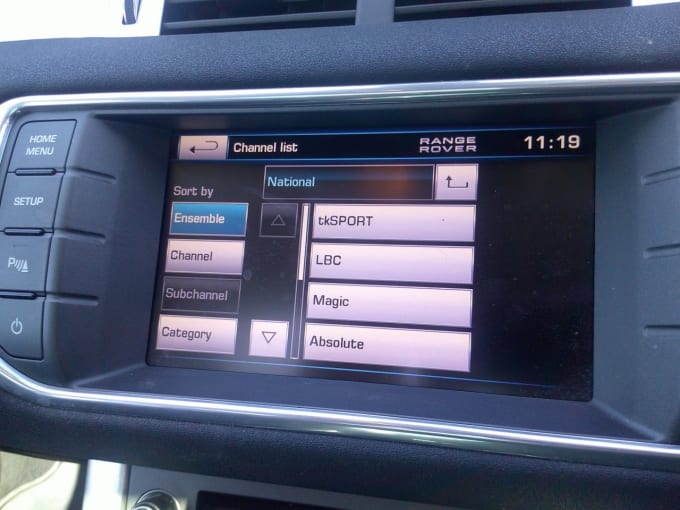 HOME
MENU
SETUP
P
Channel list
RANGE
ROVER
11:19
Sort by
National
Ensemble
Channel
Subchannel
Category
tkSPORT
LBC
Magic
Absolute